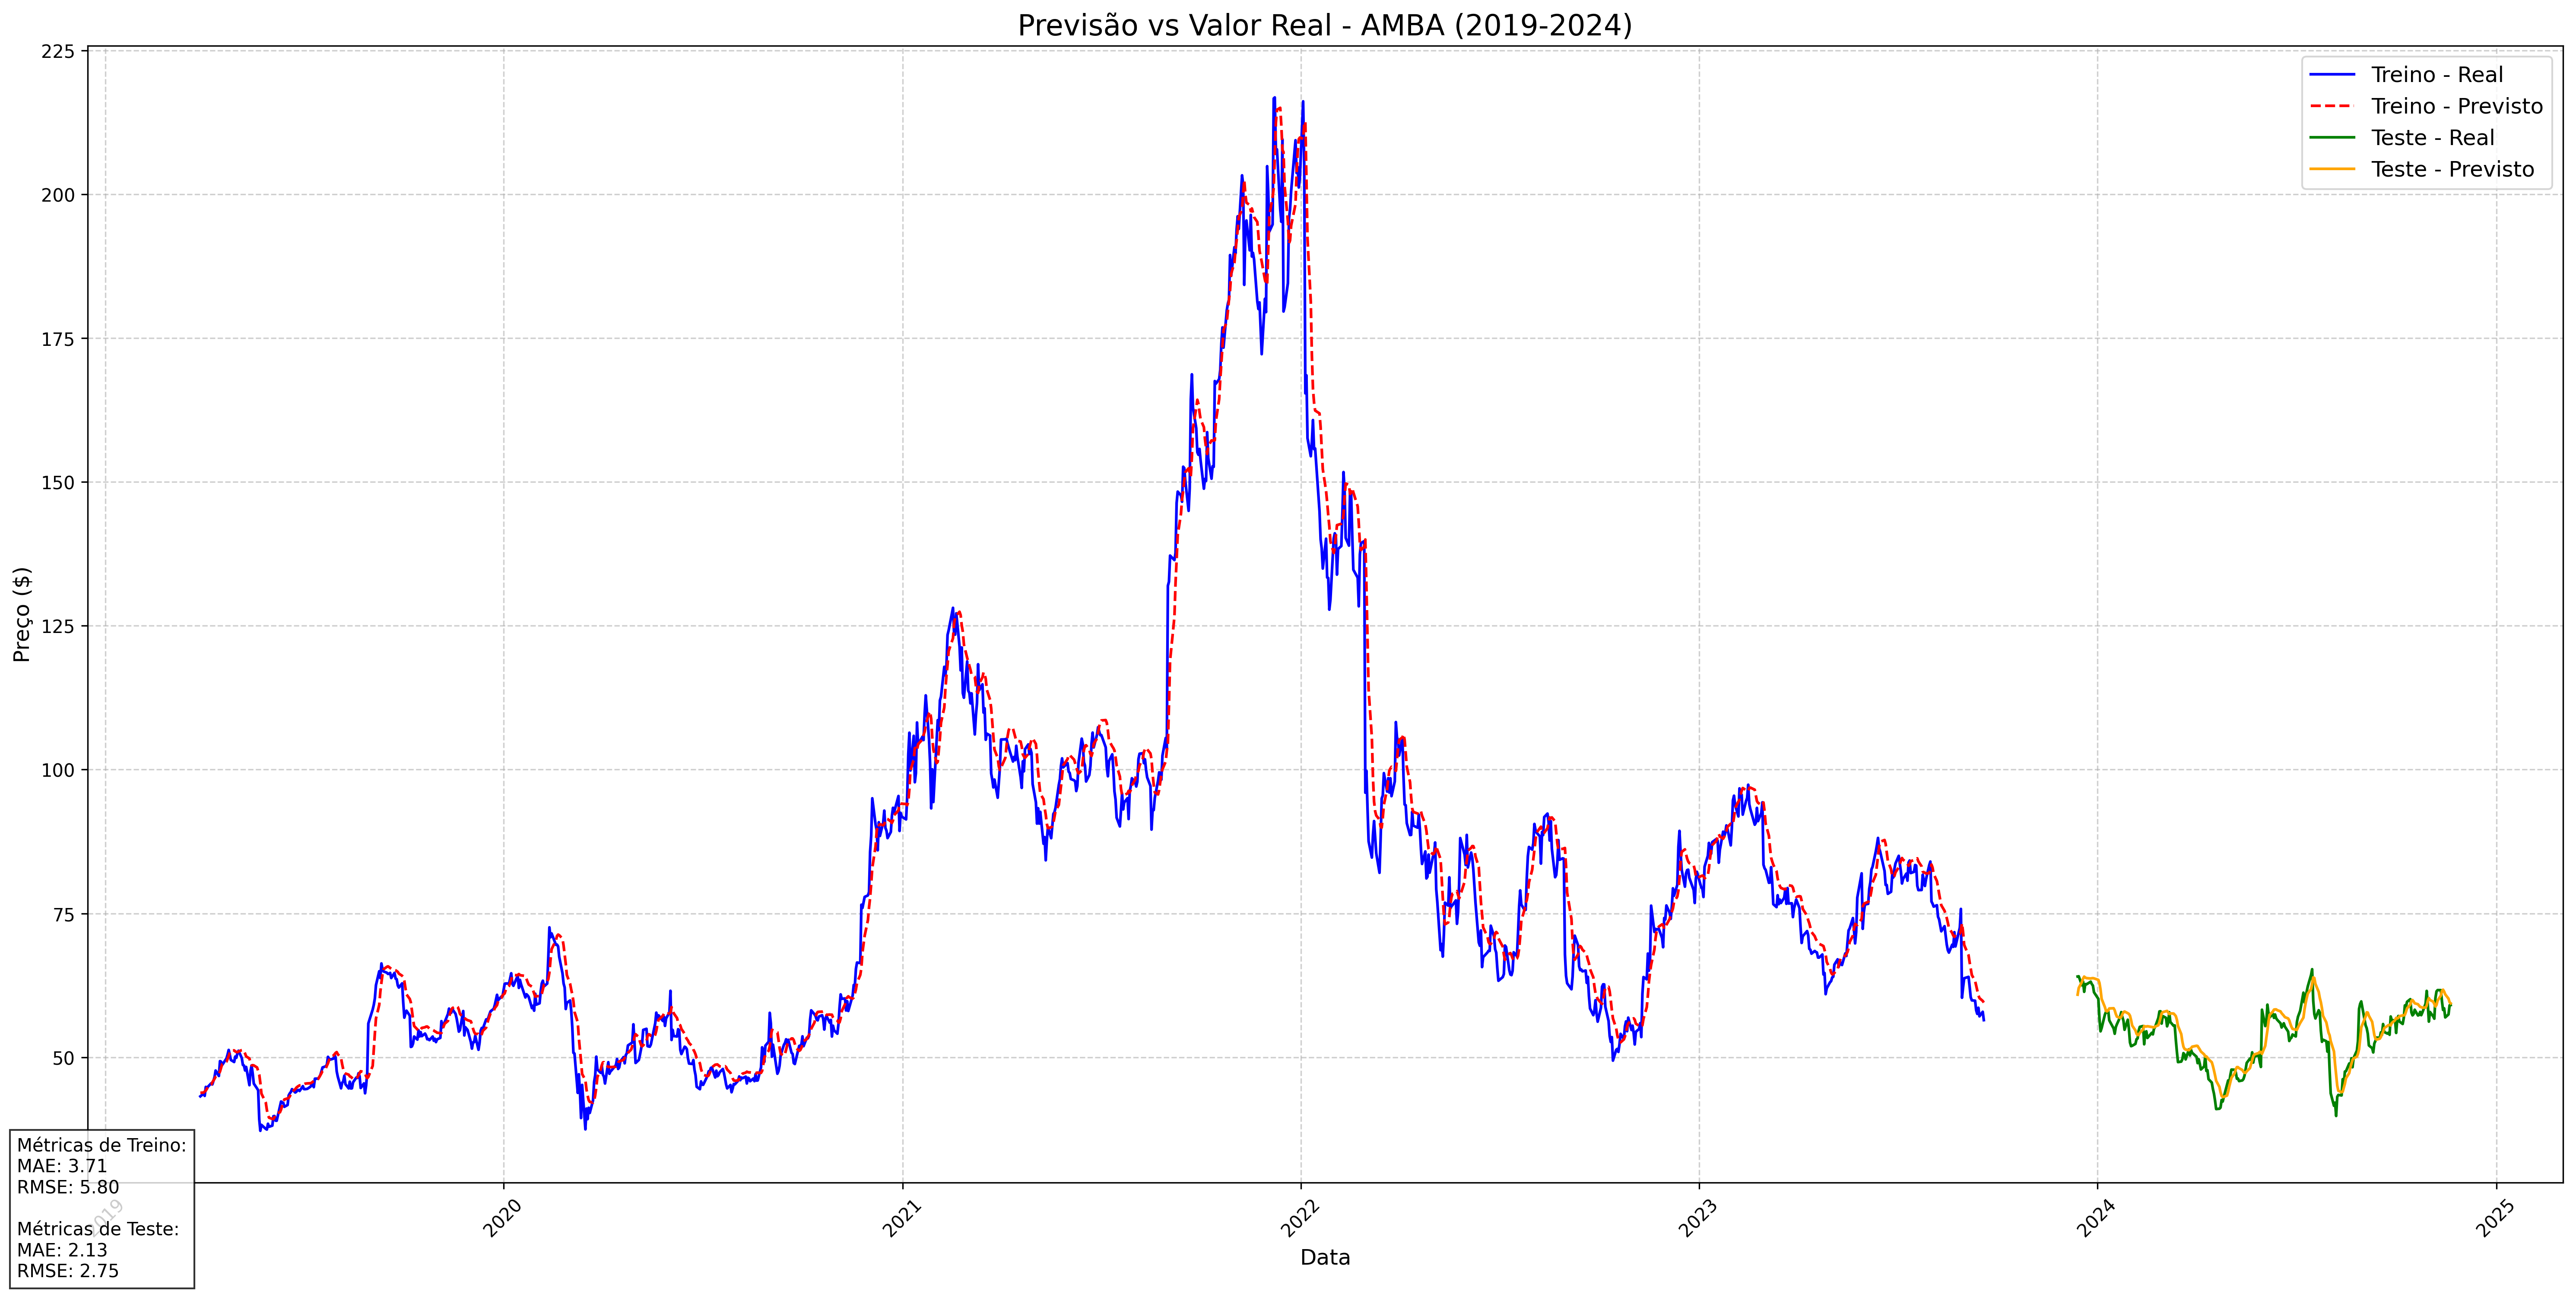 Previsão vs Valor Real - AMBA (2019-2024)
225
200
175
150
125
100
75
50
Preço ($)
Treino - Real
Treino - Previsto
Teste - Real
Teste - Previsto
Métricas de Treino:
MAE: 3.71
RMSE: 5.80
Métricas de Teste:
MAE: 2.13
RMSE: 2.75
2019
2020
2021
2022
2023
2024
2025
Data